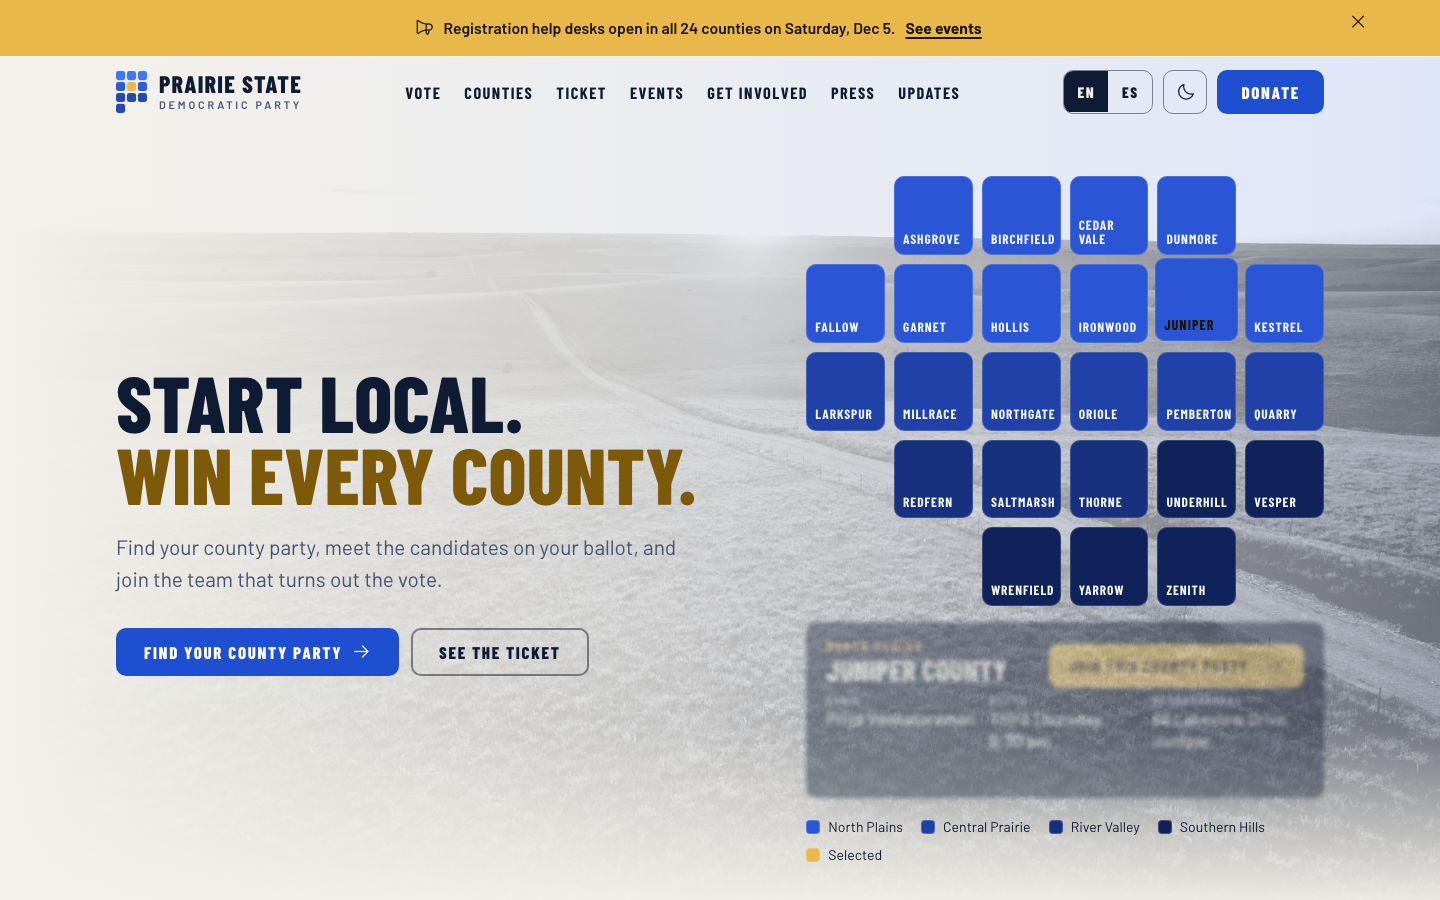 Registration help desks open in all 24 counties on Saturday, Dec 5. See events
PRAIRIE STATE
DEMOCRATIC PARTY
VOTE COUNTIES TICKET EVENTS GET INVOLVED PRESS UPDATES
EN ES
DONATE
ASHGROVE BIRCHFIELD CEDAR VALE DUNMORE
FALLOW GARNET HOLLIS IRONWOOD JUNIPER KESTREL
START LOCAL.
WIN EVERY COUNTY.
LARKSPUR MILLRACE NORTHGATE ORIOLE PEMBERTON QUARRY
REDFERN SALTMARSH THORNE UNDERHILL VESPER
WRENFIELD YARROW ZENITH
Find your county party, meet the candidates on your ballot, and
join the team that turns out the vote.
FIND YOUR COUNTY PARTY
SEE THE TICKET
JUNIPER COUNTY
JOIN THIS COUNTY PARTY
North Plains Central Prairie River Valley Southern Hills
Selected